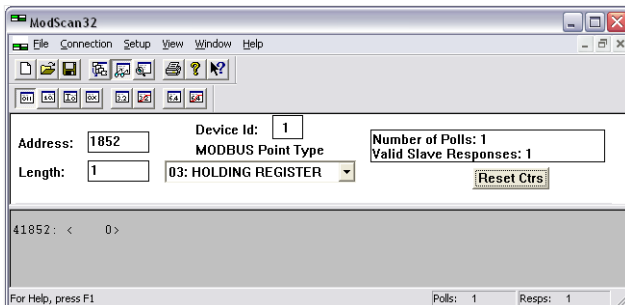 ModScan32
File Connection Setup View Window Help
Address: 1852
Device Id: 1
MODBUS Point Type
Length: 1
03: HOLDING REGISTER
Number of Polls: 1
Valid Slave Responses: 1
Reset Ctrs
41852: < 0>
For Help, press F1
Polls: 1
Resps: 1